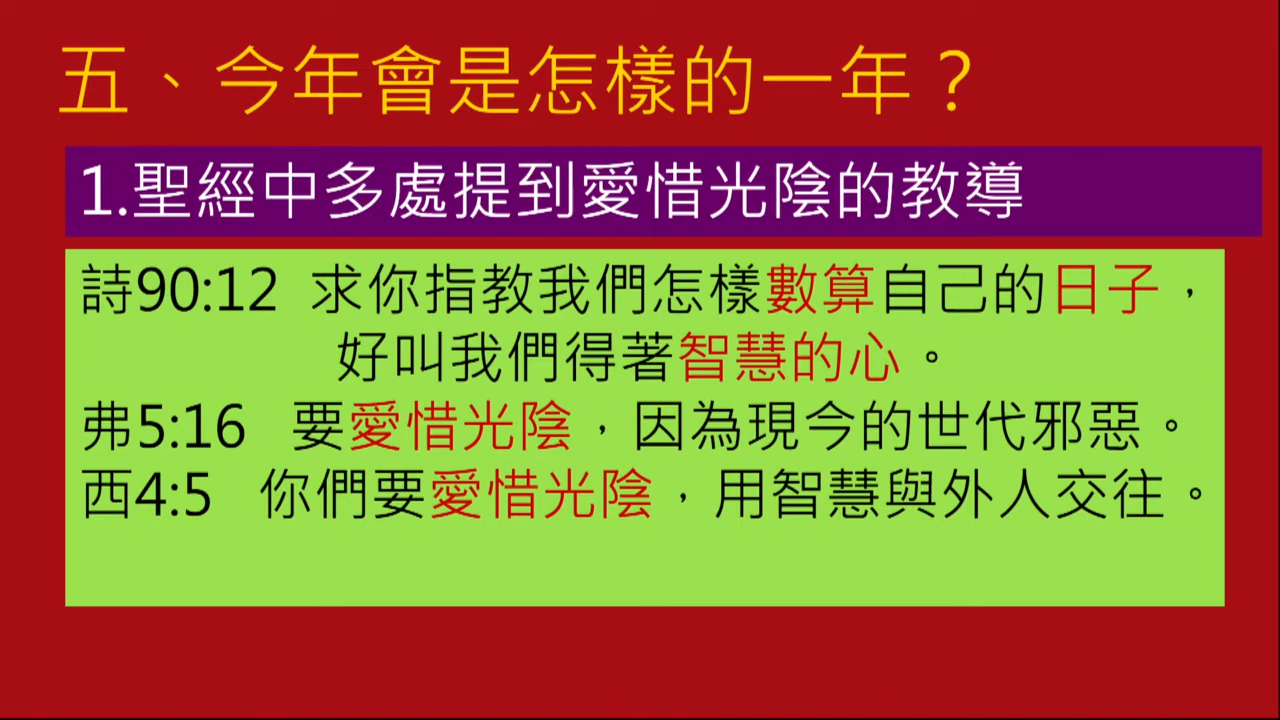 五、今年會是怎樣的一年？
1.聖經中多處提到愛惜光陰的教導
詩90:12 求你指教我們怎樣數算自己的日子，
好叫我們得著智慧的心。
弗5:16 要愛惜光陰，因為現今的世代邪惡。
西4:5 你們要愛惜光陰，用智慧與外人交往。